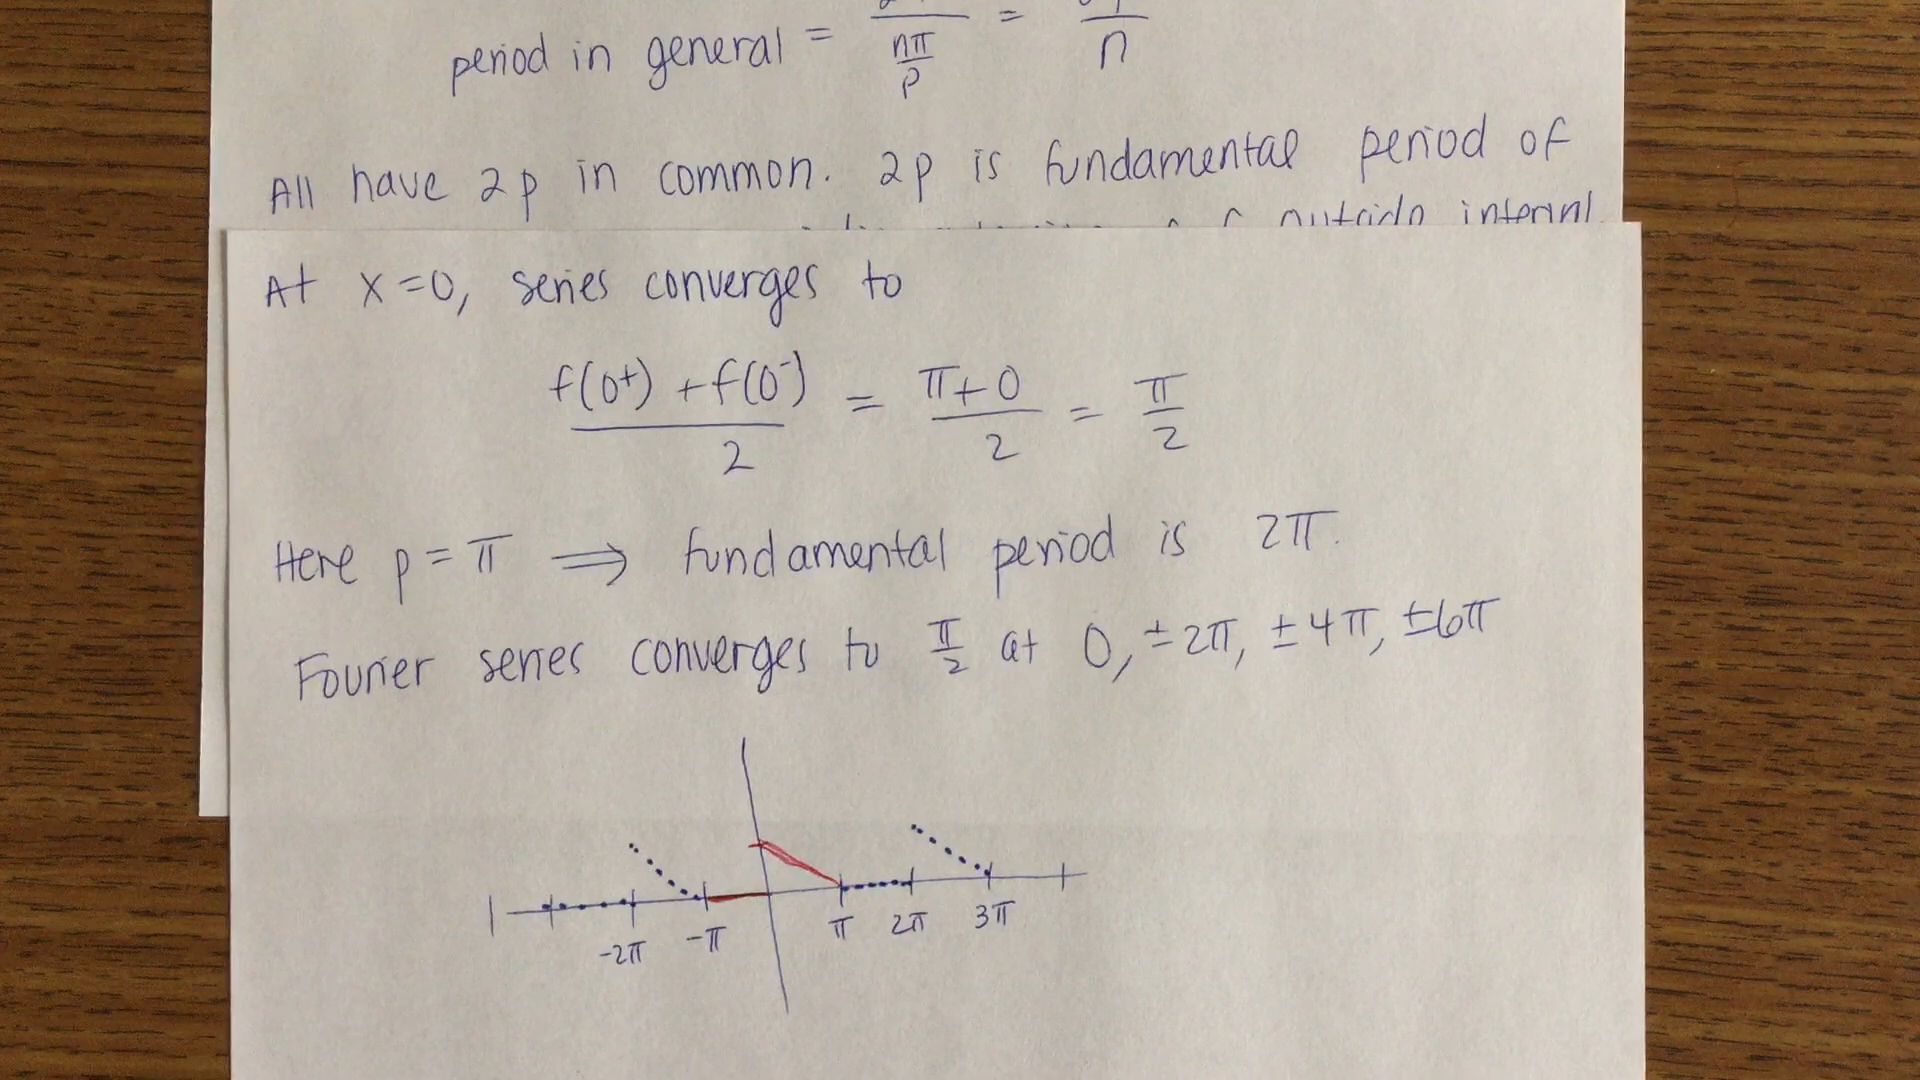 period in general = / nπ/p = / n
All have 2p in common. 2p is fundamental period of
outside interval
At x=0, series converges to
f(0+) + f(0-) / 2 = π+0 / 2 = π / 2
Here p = π ⟹ fundamental period is 2π.
Fourier series converges to π/2 at 0, ±2π, ±4π, ±6π
-2π -π π 2π 3π